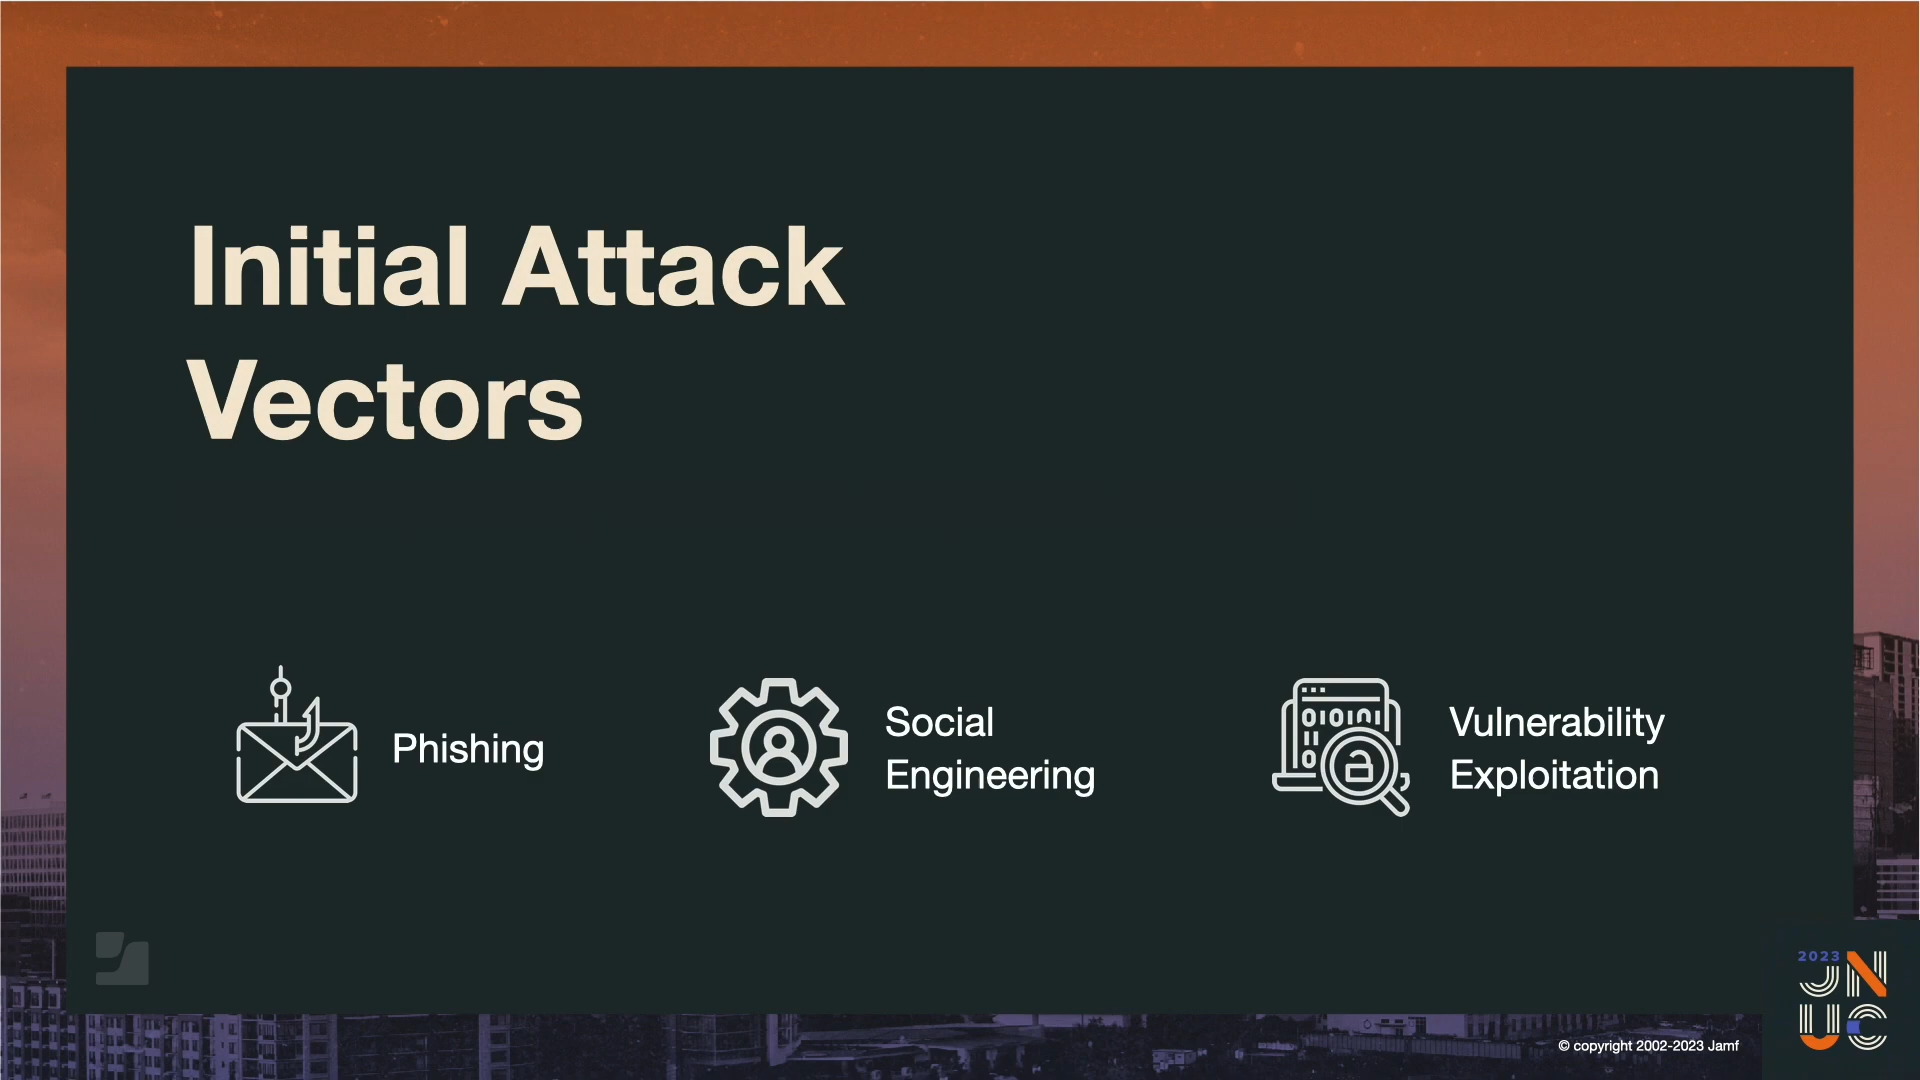 Initial Attack
Vectors
Phishing
Social
Engineering
Vulnerability
Exploitation
2023
JN
UC
© copyright 2002-2023 Jamf